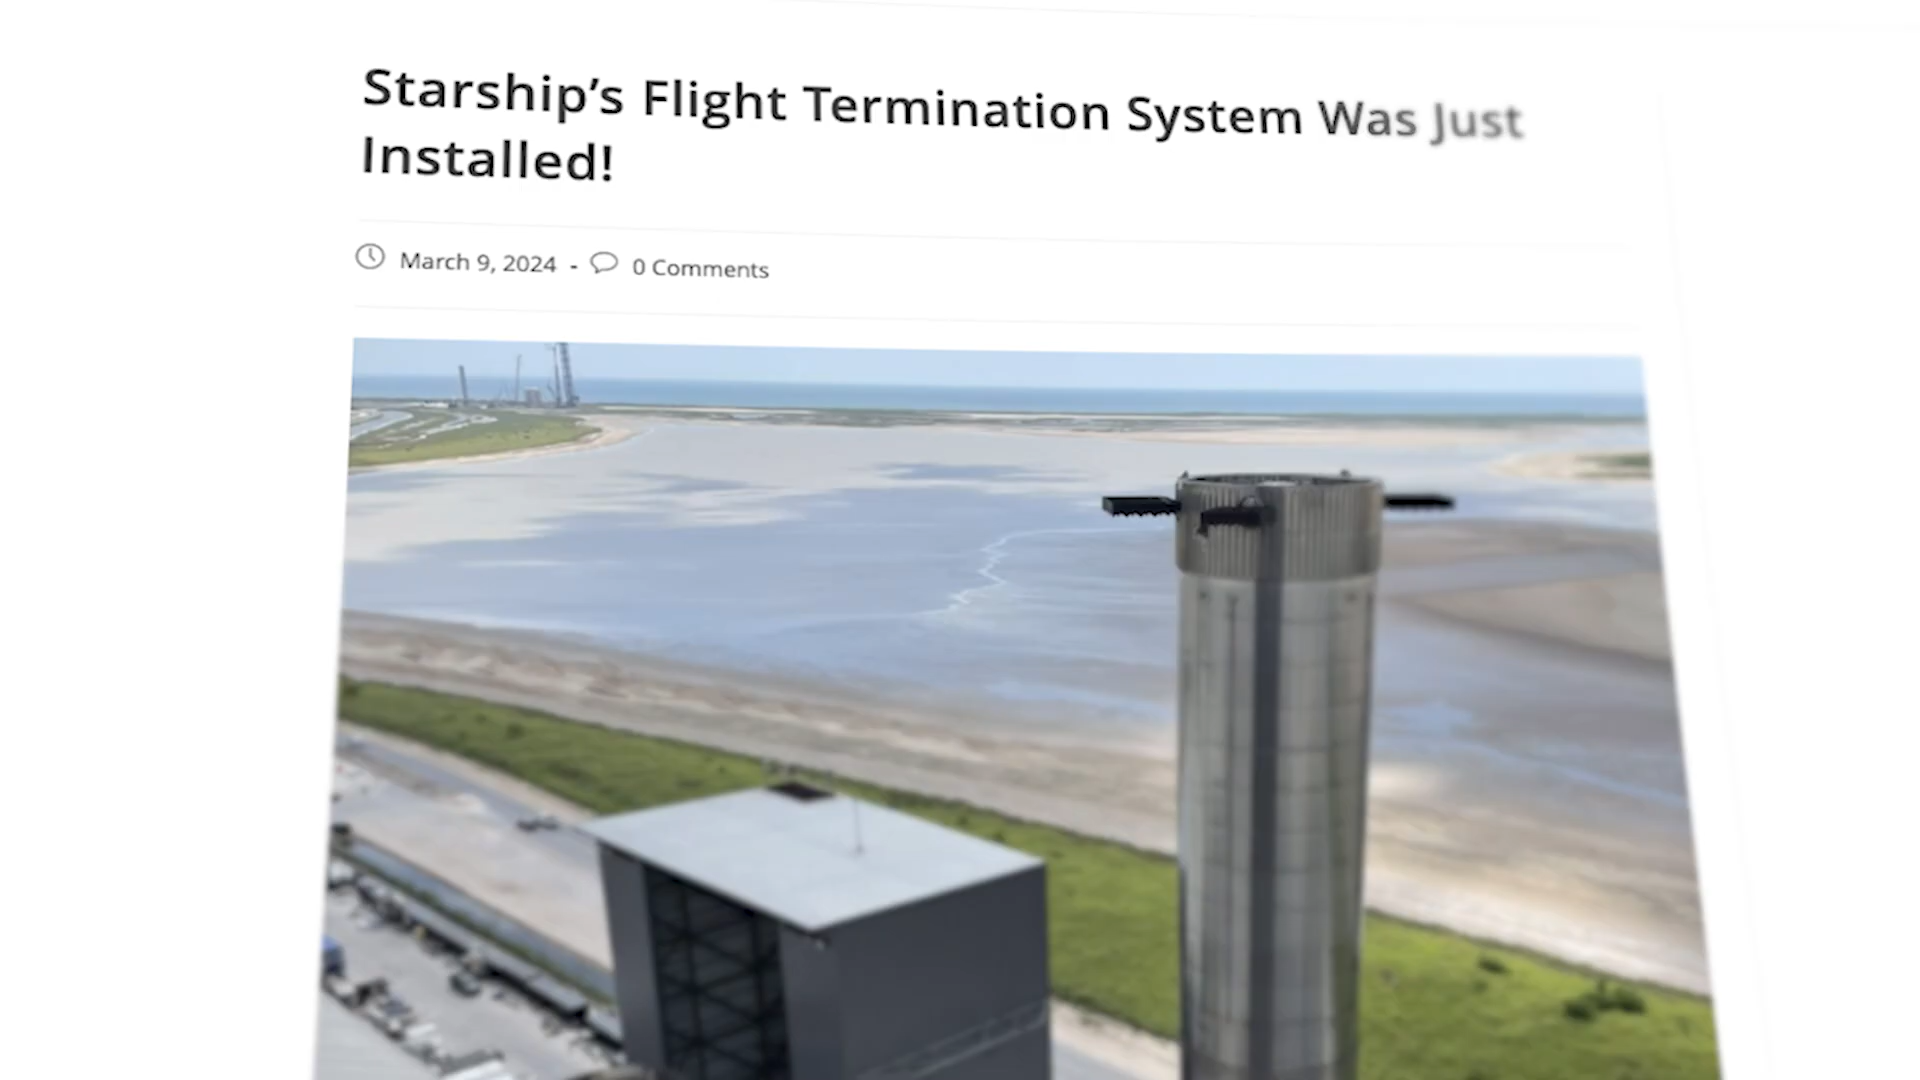 Starship’s Flight Termination System Was Just
Installed!
March 9, 2024 - 0 Comments